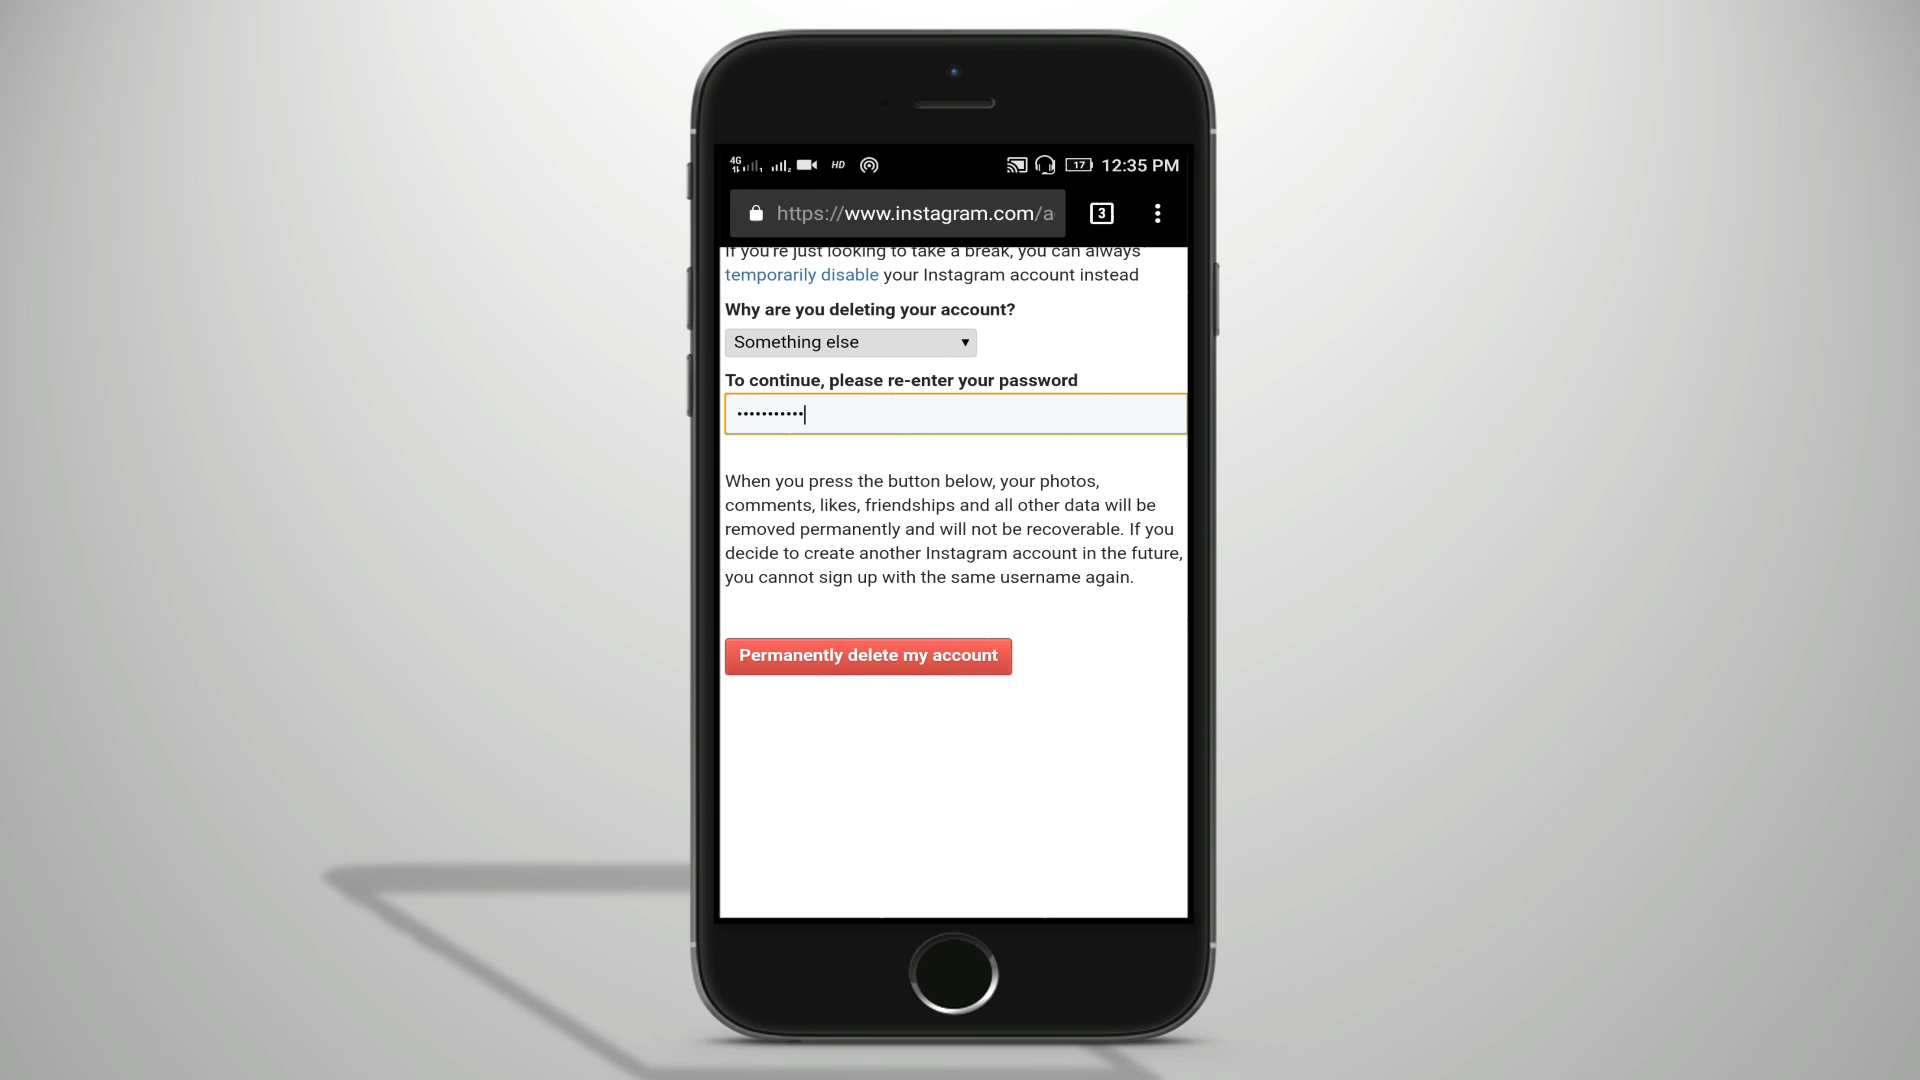 4G HD 17 12:35 PM
https://www.instagram.com/a 3
If you're just looking to take a break, you can always
temporarily disable your Instagram account instead
Why are you deleting your account?
Something else
To continue, please re-enter your password
•••••••••••
When you press the button below, your photos,
comments, likes, friendships and all other data will be
removed permanently and will not be recoverable. If you
decide to create another Instagram account in the future,
you cannot sign up with the same username again.
Permanently delete my account